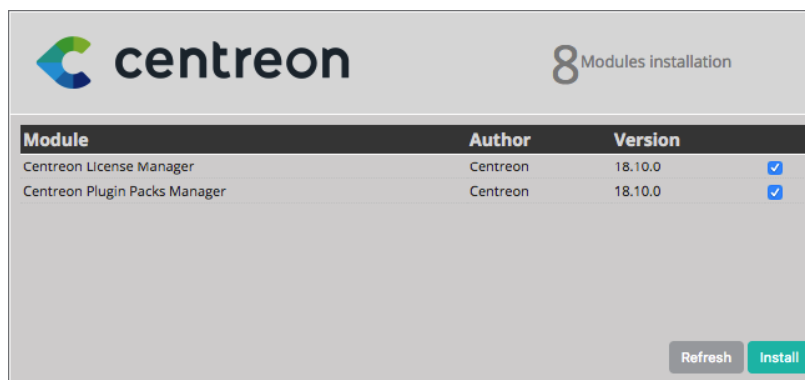 centreon
8 Modules installation
Module Author Version
Centreon License Manager Centreon 18.10.0
Centreon Plugin Packs Manager Centreon 18.10.0
Refresh Install